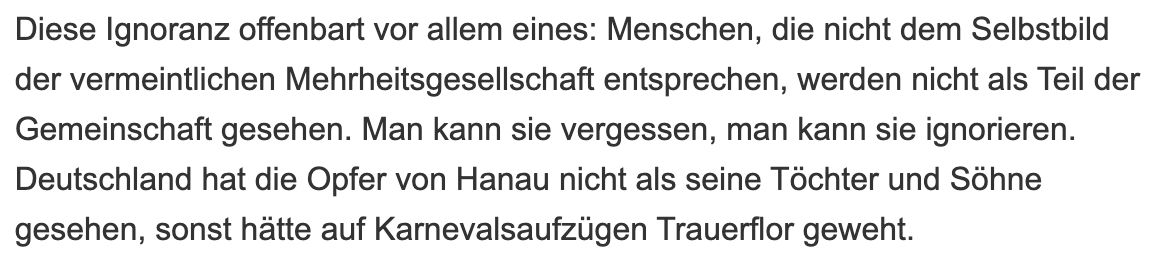 Diese Ignoranz offenbart vor allem eines: Menschen, die nicht dem Selbstbild
der vermeintlichen Mehrheitsgesellschaft entsprechen, werden nicht als Teil der
Gemeinschaft gesehen. Man kann sie vergessen, man kann sie ignorieren.
Deutschland hat die Opfer von Hanau nicht als seine Töchter und Söhne
gesehen, sonst hätte auf Karnevalsaufzügen Trauerflor geweht.